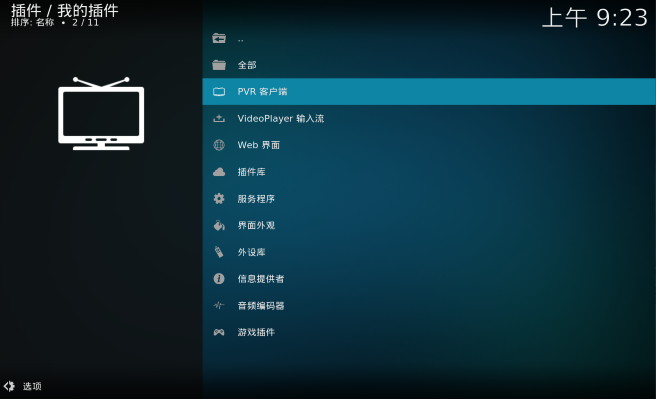 插件 / 我的插件
排序: 名称 • 2 / 11
上午 9:23
..
全部
PVR 客户端
VideoPlayer 输入流
Web 界面
插件库
服务程序
界面外观
外设库
信息提供者
音频编码器
游戏插件
选项